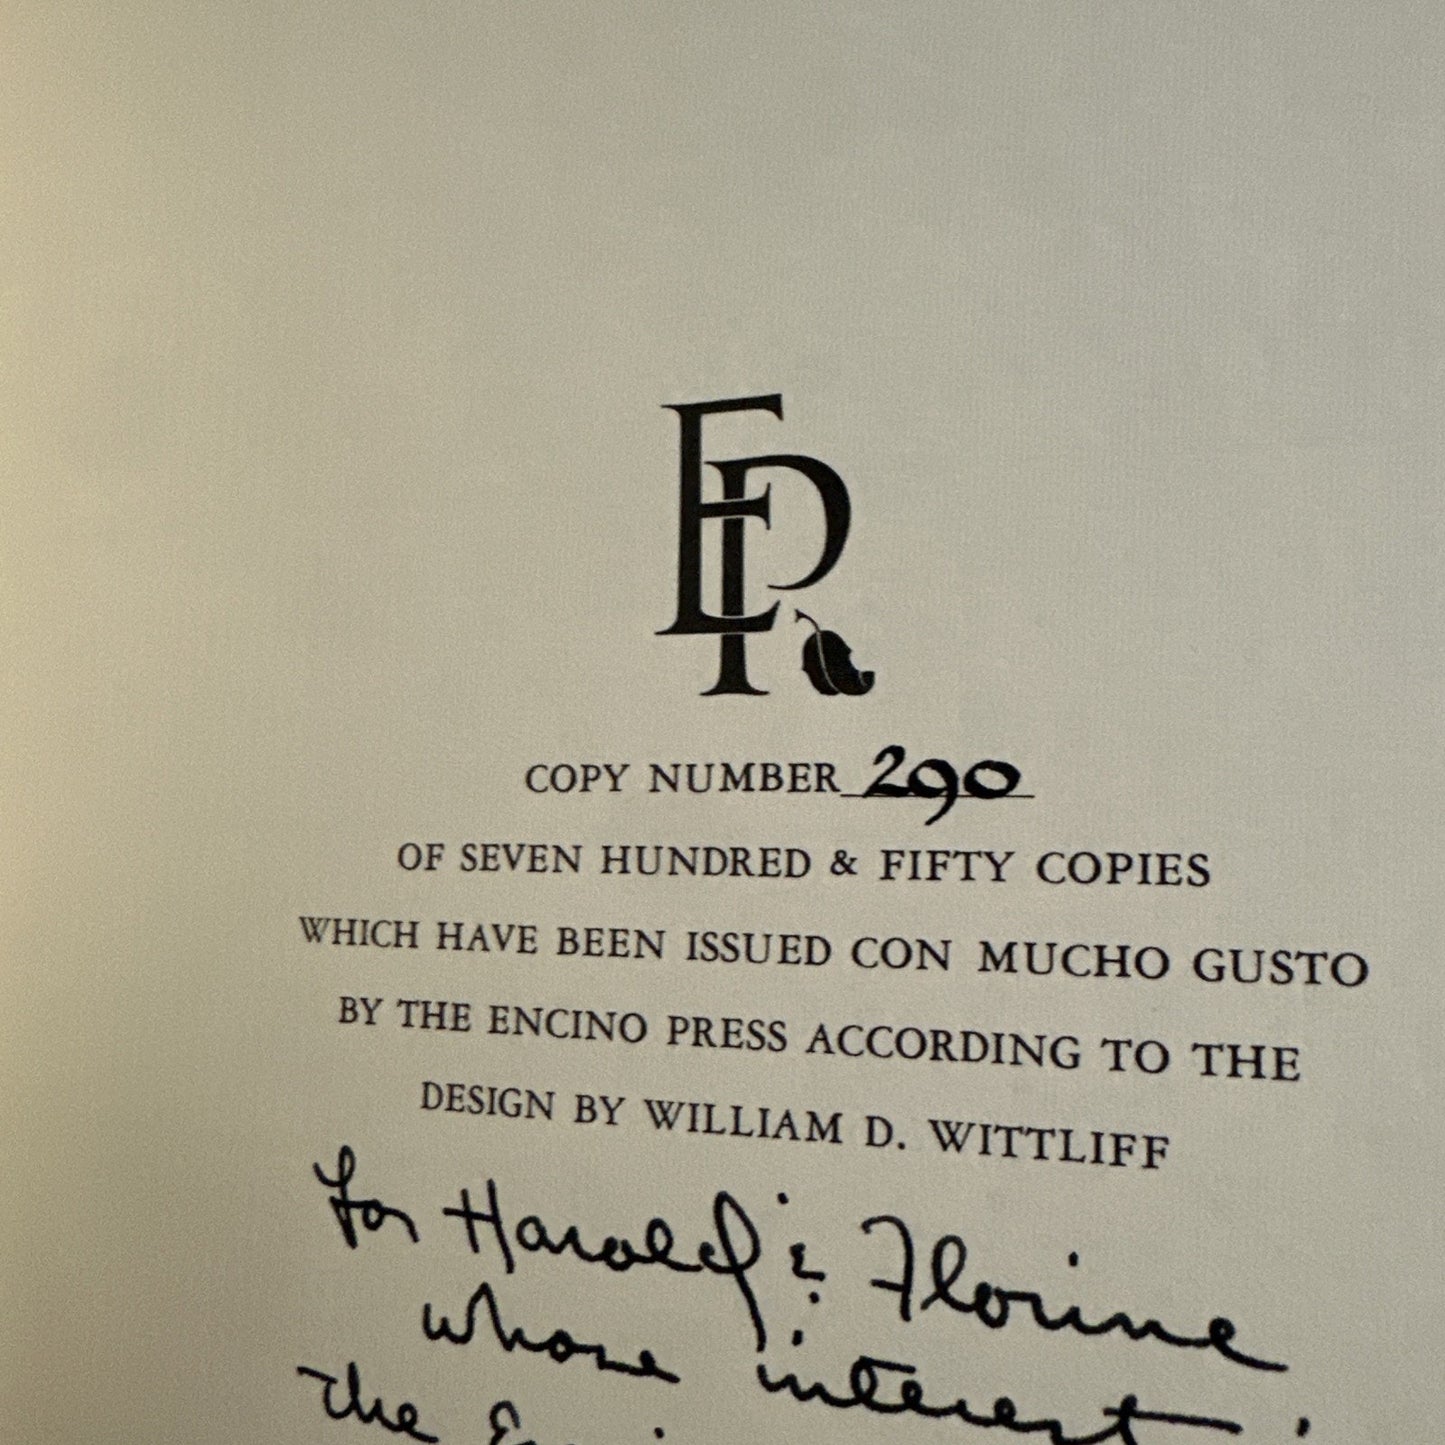 EP
COPY NUMBER 290
OF SEVEN HUNDRED & FIFTY COPIES
WHICH HAVE BEEN ISSUED CON MUCHO GUSTO
BY THE ENCINO PRESS ACCORDING TO THE
DESIGN BY WILLIAM D. WITTLIFF
For Harold & Florine
whose interest
the